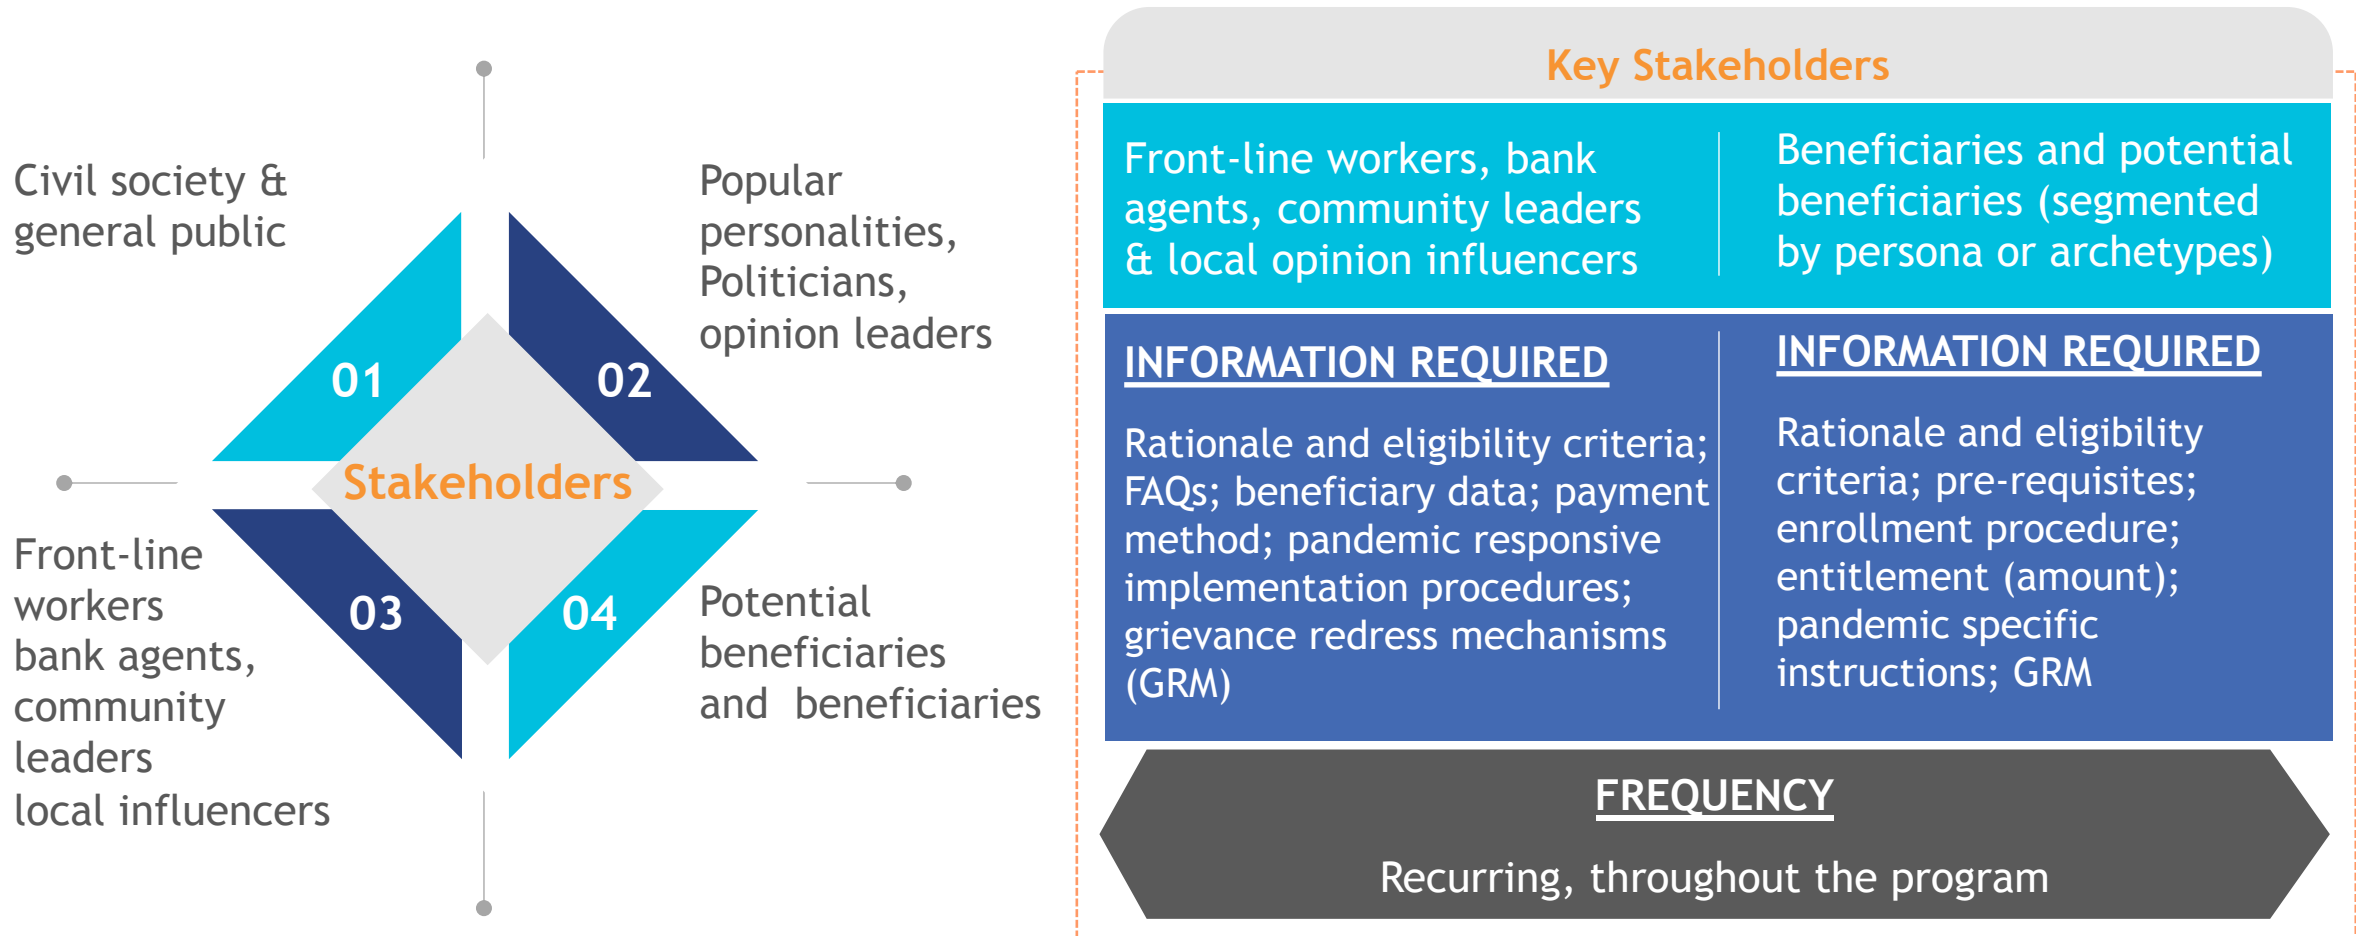 Civil society &
general public
01
Popular
personalities,
Politicians,
opinion leaders
02
Stakeholders
Front-line
workers
bank agents,
community
leaders
local influencers
03
04
Potential
beneficiaries
and  beneficiaries
Key Stakeholders
Front-line workers, bank
agents, community leaders
& local opinion influencers
Beneficiaries and potential
beneficiaries (segmented
by persona or archetypes)
INFORMATION REQUIRED
Rationale and eligibility criteria;
FAQs; beneficiary data; payment
method; pandemic responsive
implementation procedures;
grievance redress mechanisms
(GRM)
INFORMATION REQUIRED
Rationale and eligibility
criteria; pre-requisites;
enrollment procedure;
entitlement (amount);
pandemic specific
instructions; GRM
FREQUENCY
Recurring, throughout the program